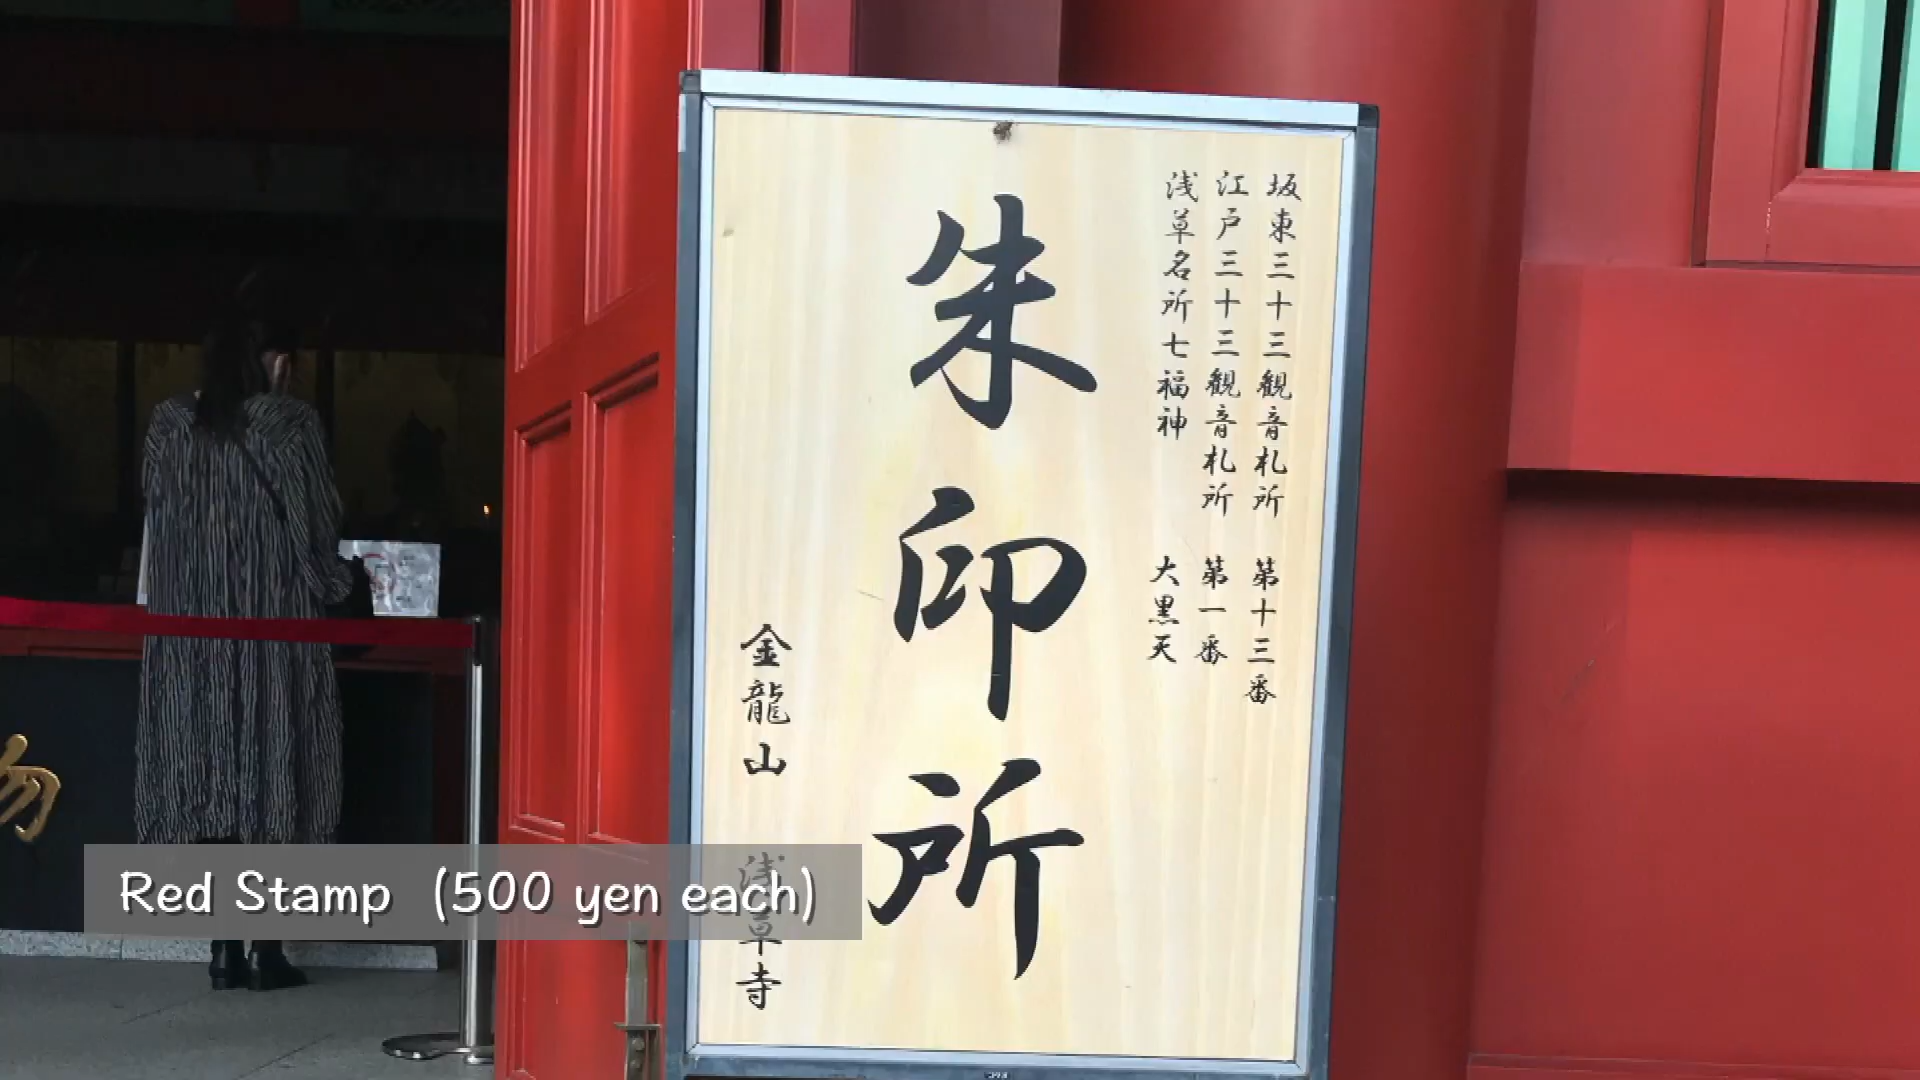 坂東三十三観音札所 第十三番
江戸三十三観音札所 第一番
浅草名所七福神 大黒天
朱印所
金龍山 浅草寺
Red Stamp (500 yen each)